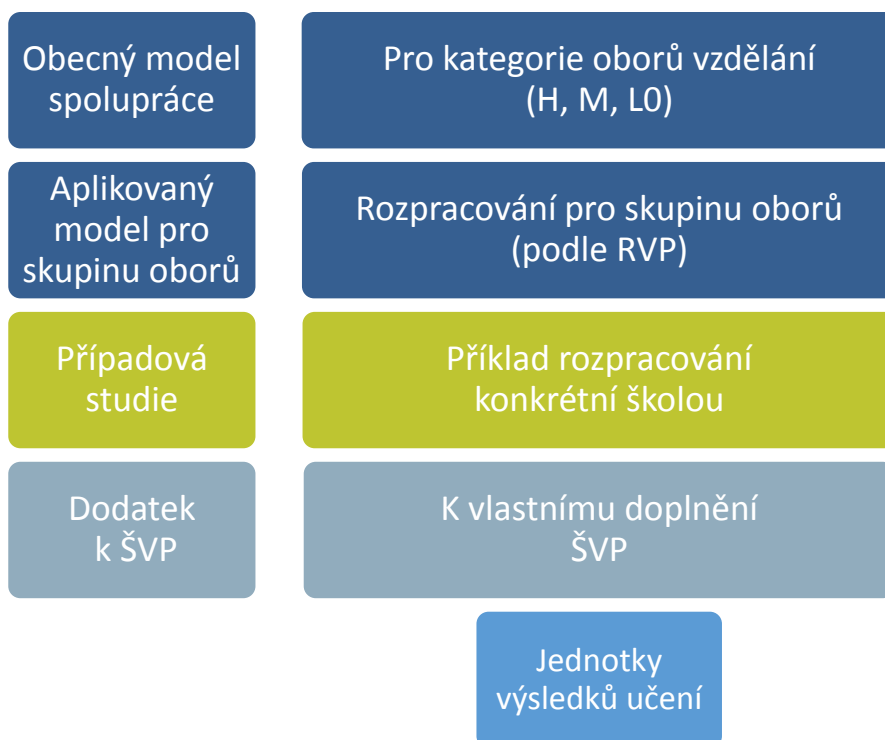 Obecný model
spolupráce
Pro kategorie oborů vzdělání
(H, M, L0)
Aplikovaný
model pro
skupinu oborů
Rozpracování pro skupinu oborů
(podle RVP)
Případová
studie
Příklad rozpracování
konkrétní školou
Dodatek
k ŠVP
K vlastnímu doplnění
ŠVP
Jednotky
výsledků učení